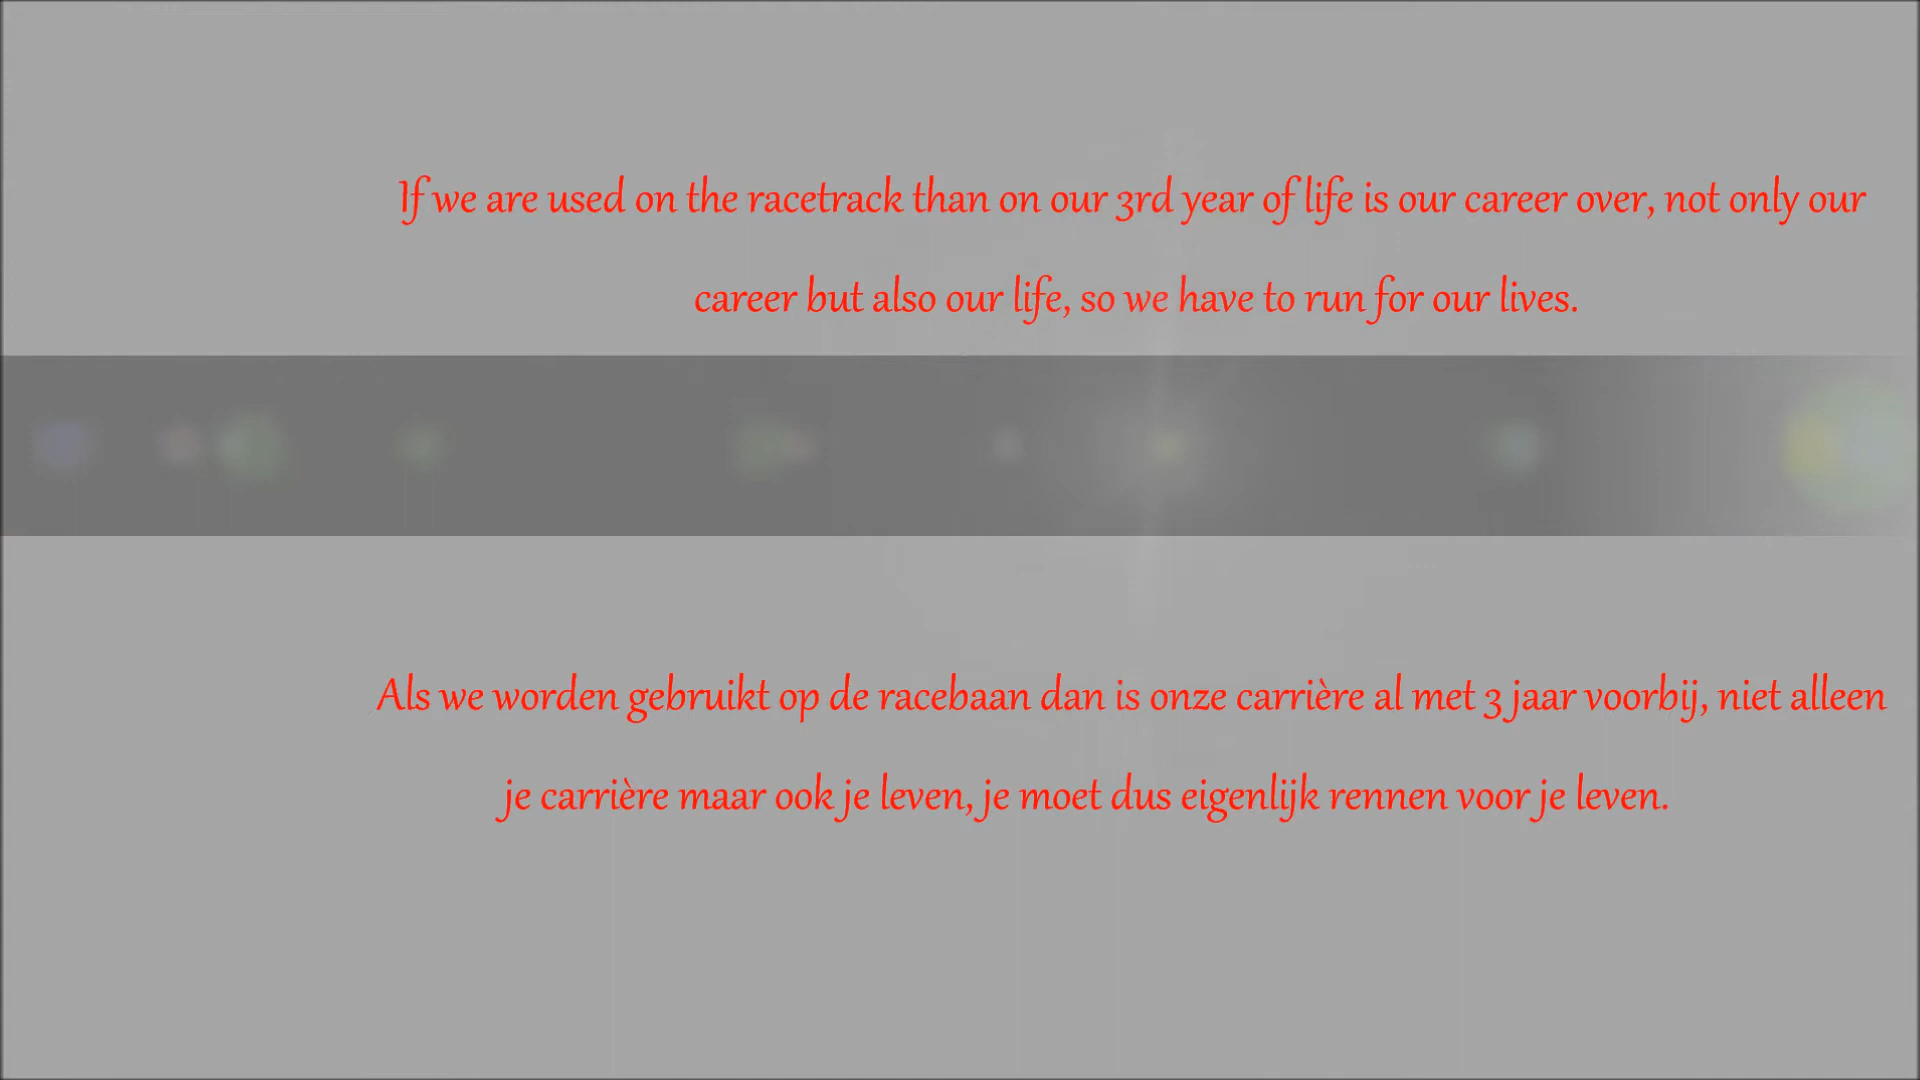 If we are used on the racetrack than on our 3rd year of life is our career over, not only our
career but also our life, so we have to run for our lives.
Als we worden gebruikt op de racebaan dan is onze carrière al met 3 jaar voorbij, niet alleen
je carrière maar ook je leven, je moet dus eigenlijk rennen voor je leven.